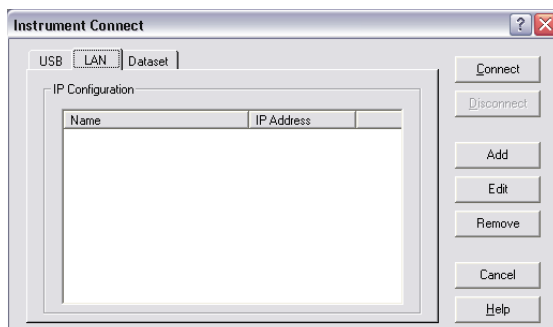 Instrument Connect
USB LAN Dataset
IP Configuration
Name IP Address
Connect
Disconnect
Add
Edit
Remove
Cancel
Help